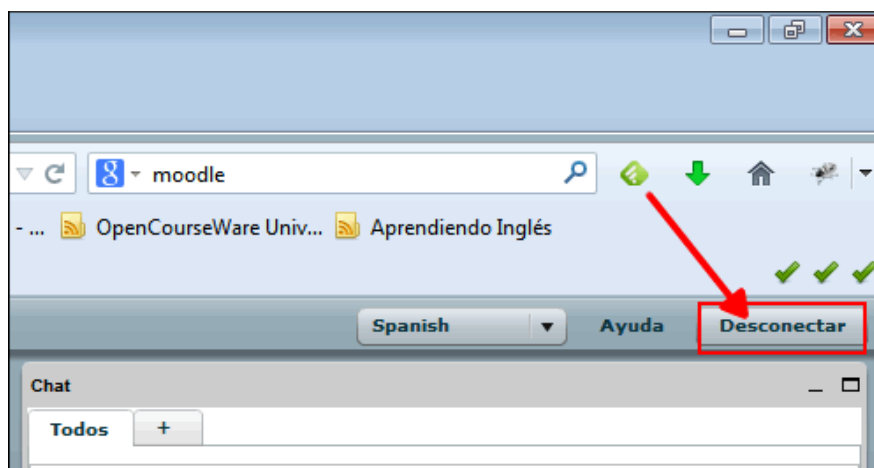 moodle
- ... OpenCourseWare Univ... Aprendiendo Inglés
Spanish Ayuda Desconectar
Chat
Todos +